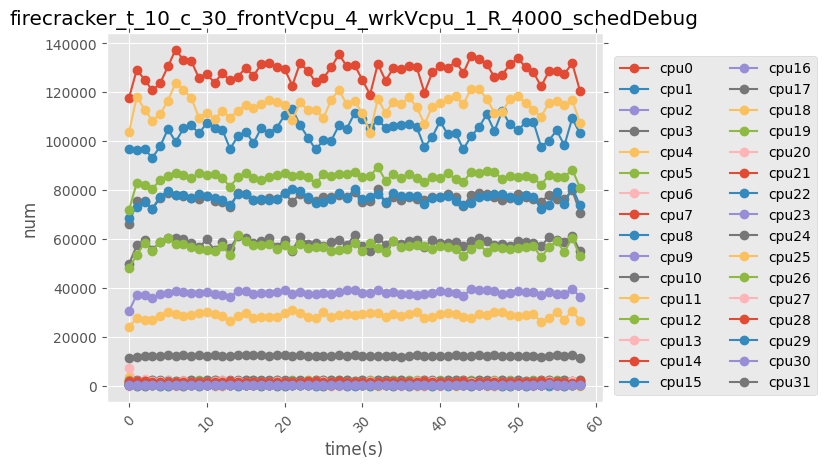 firecracker_t_10_c_30_frontVcpu_4_wrkVcpu_1_R_4000_schedDebug
140000
120000
100000
80000
60000
40000
20000
0
num
0
10
20
30
40
50
60
time(s)
cpu0
cpu1
cpu2
cpu3
cpu4
cpu5
cpu6
cpu7
cpu8
cpu9
cpu10
cpu11
cpu12
cpu13
cpu14
cpu15
cpu16
cpu17
cpu18
cpu19
cpu20
cpu21
cpu22
cpu23
cpu24
cpu25
cpu26
cpu27
cpu28
cpu29
cpu30
cpu31